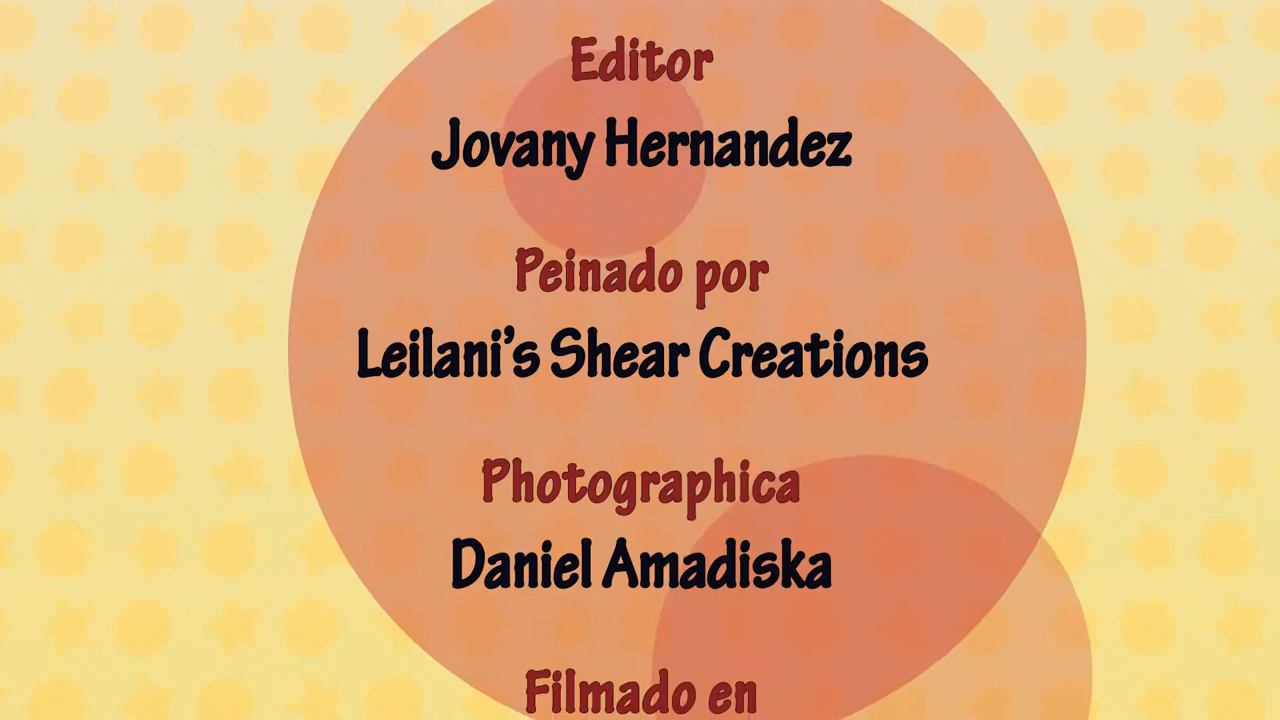 Editor
Jovany Hernandez
Peinado por
Leilani's Shear Creations
Photographica
Daniel Amadiska
Filmado en